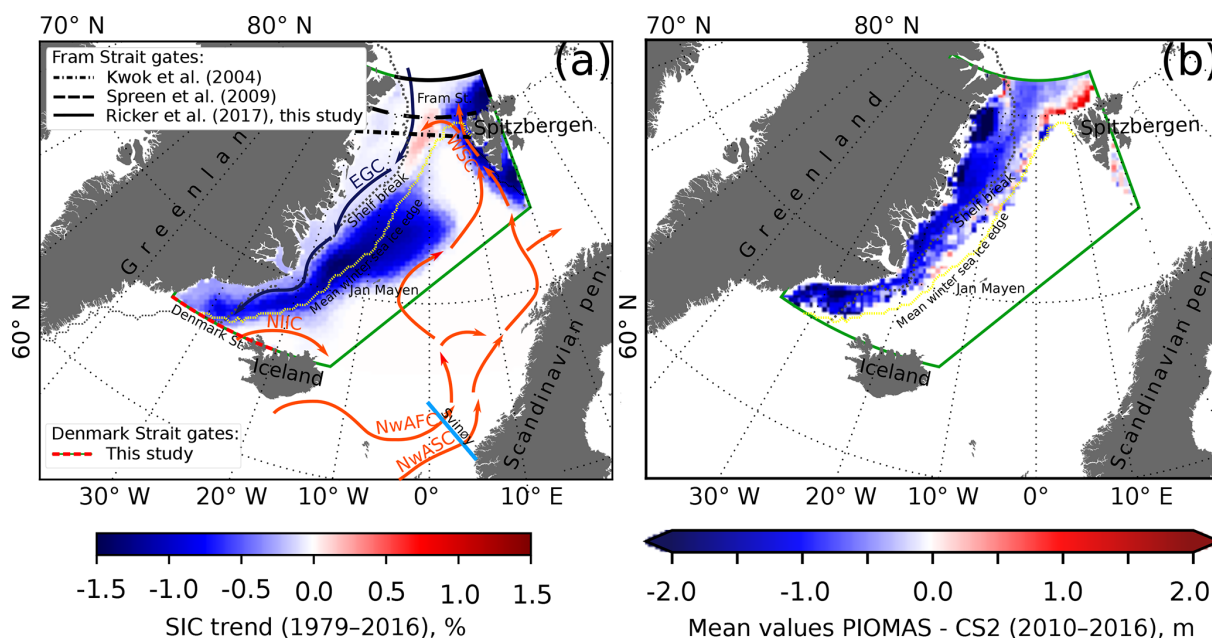 70° N
80° N
Fram Strait gates:
Kwok et al. (2004)
Spreen et al. (2009)
Ricker et al. (2017), this study
(a)
Fram St.
Spitzbergen
WSC
EGC
Shelf break
Mean winter sea ice edge
Jan Mayen
Greenland
Denmark St.
NIIC
Iceland
60° N
NwAFC
NwASC
Svinøy
Scandinavian pen.
Denmark Strait gates:
This study
30° W
20° W
10° W
0°
10° E
-1.5
-1.0
-0.5
0.0
0.5
1.0
1.5
SIC trend (1979–2016), %
70° N
80° N
(b)
Spitzbergen
Greenland
Shelf break
Mean winter sea ice edge
Jan Mayen
Iceland
60° N
Scandinavian pen.
30° W
20° W
10° W
0°
10° E
-2.0
-1.0
0.0
1.0
2.0
Mean values PIOMAS - CS2 (2010–2016), m